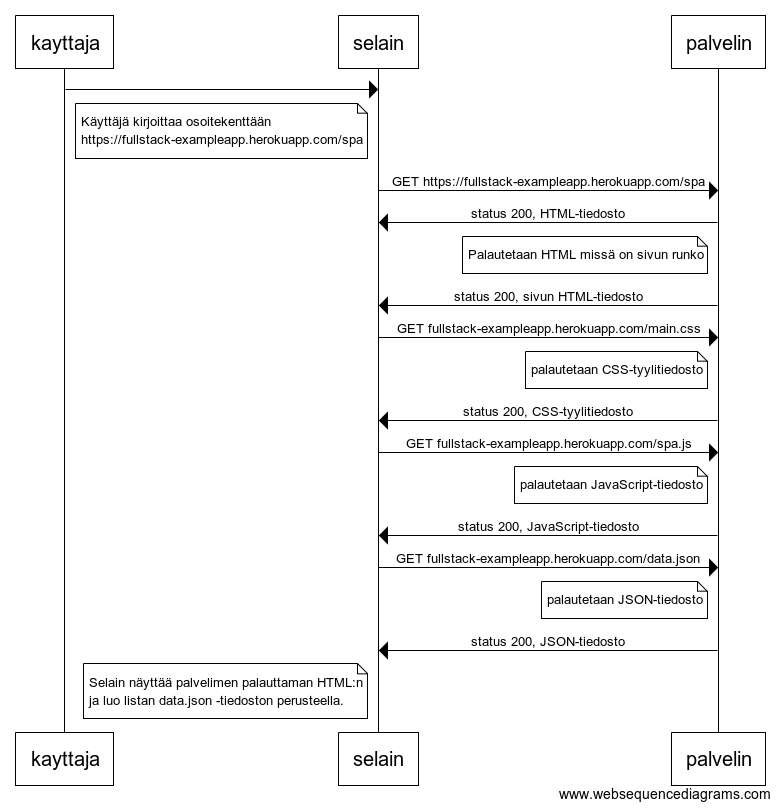 kayttaja
selain
palvelin
Käyttäjä kirjoittaa osoitekenttään
https://fullstack-exampleapp.herokuapp.com/spa
GET https://fullstack-exampleapp.herokuapp.com/spa
status 200, HTML-tiedosto
Palautetaan HTML missä on sivun runko
status 200, sivun HTML-tiedosto
GET fullstack-exampleapp.herokuapp.com/main.css
palautetaan CSS-tyylitiedosto
status 200, CSS-tyylitiedosto
GET fullstack-exampleapp.herokuapp.com/spa.js
palautetaan JavaScript-tiedosto
status 200, JavaScript-tiedosto
GET fullstack-exampleapp.herokuapp.com/data.json
palautetaan JSON-tiedosto
status 200, JSON-tiedosto
Selain näyttää palvelimen palauttaman HTML:n
ja luo listan data.json -tiedoston perusteella.
kayttaja
selain
palvelin
www.websequencediagrams.com